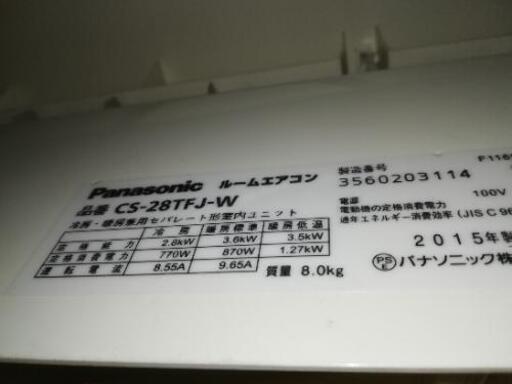 Panasonic ルームエアコン
品番 CS-28TFJ-W
冷房・暖房兼用セパレート形室内ユニット
冷房 暖房標準 暖房低温
定格能力 2.8kW 3.6kW 3.5kW
定格消費電力 770W 870W 1.27kW
運転電流 8.55A 9.65A
質量 8.0kg
F116
製造番号
3560203114
電源 100V
電動機の定格消費電力
通年エネルギー消費効率(JIS C 96
2015年製
PS E パナソニック株